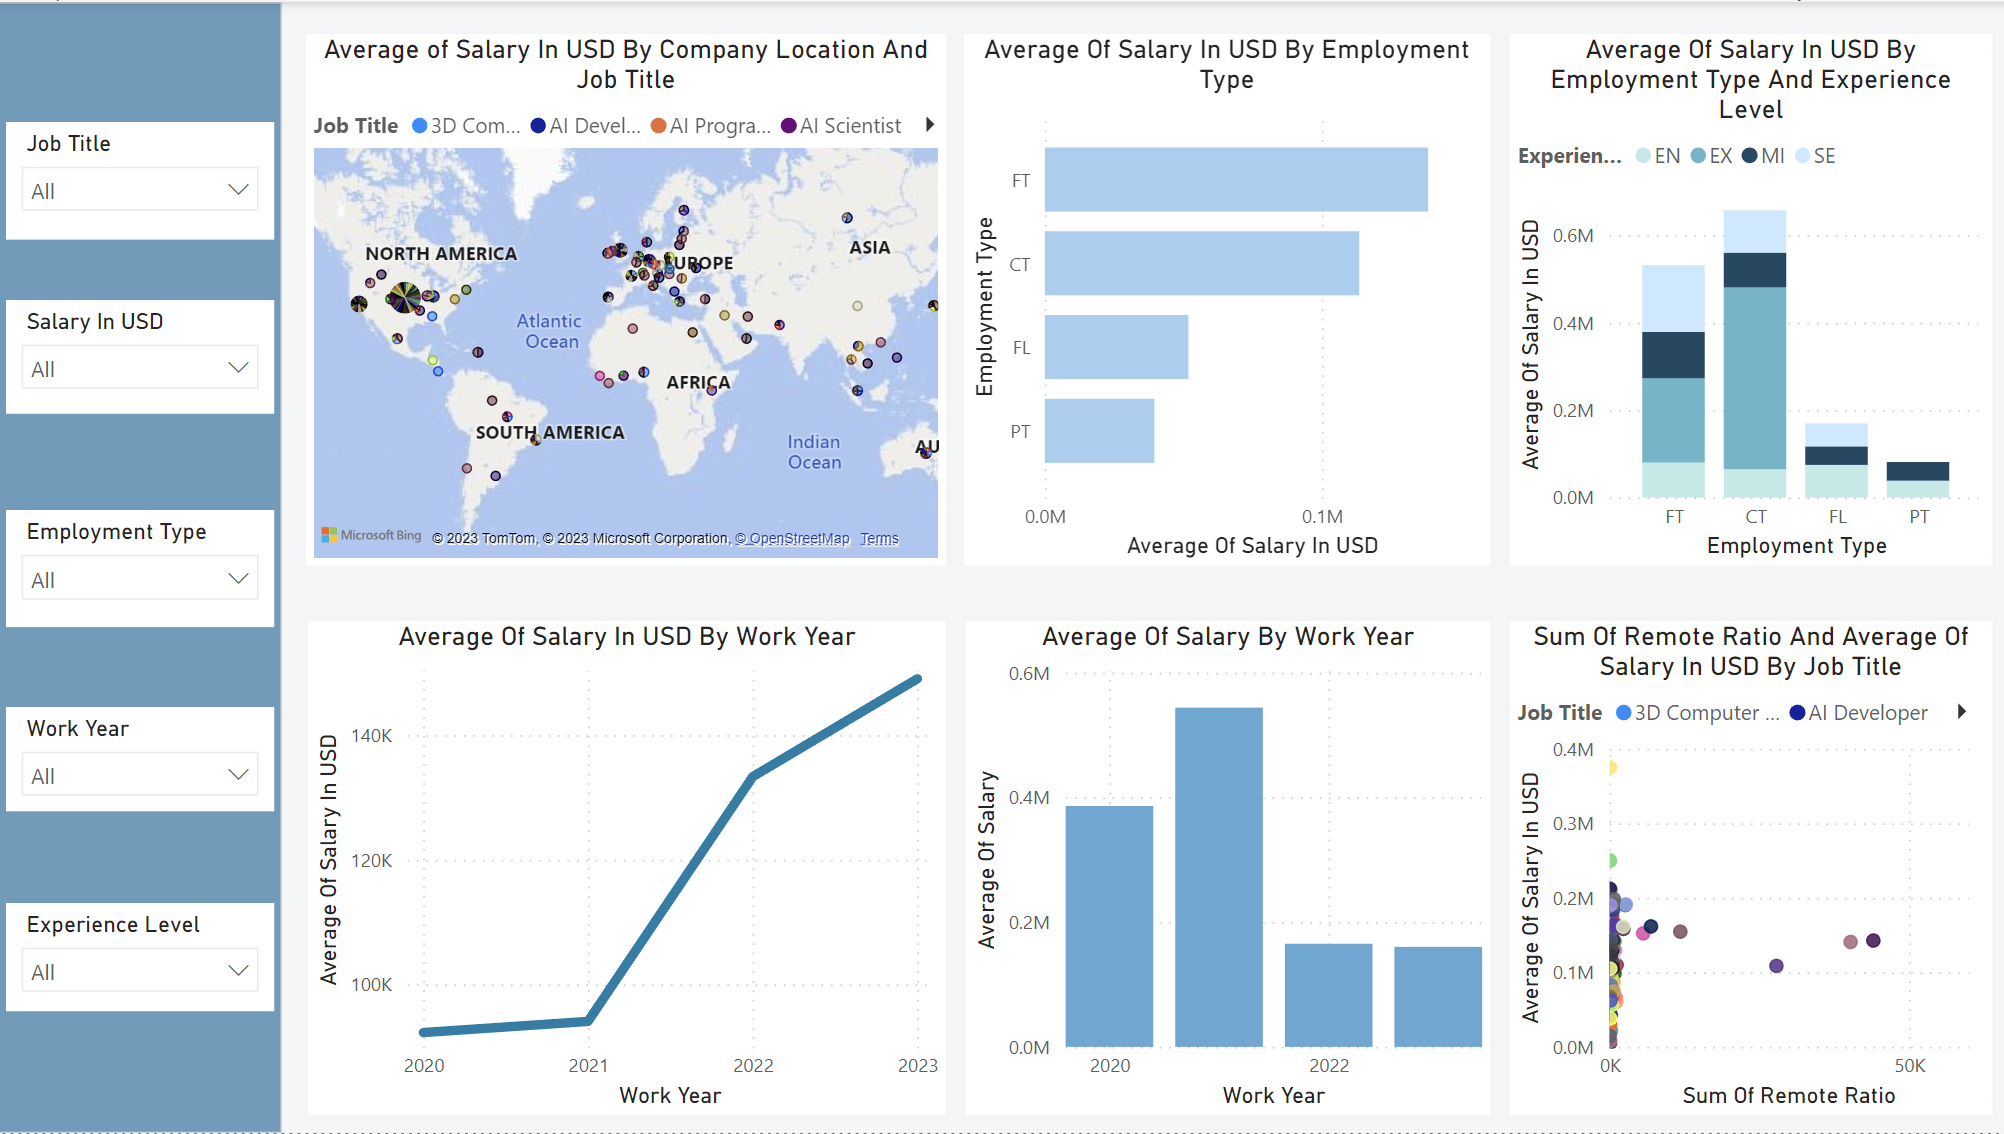 Job Title
All
Salary In USD
All
Employment Type
All
Work Year
All
Experience Level
All
Average of Salary In USD By Company Location And
Job Title
Job Title 3D Com... AI Devel... AI Progra... AI Scientist
NORTH AMERICA
UROPE
ASIA
Atlantic
Ocean
AFRICA
SOUTH AMERICA
Indian
Ocean
AU
Microsoft Bing © 2023 TomTom, © 2023 Microsoft Corporation, © OpenStreetMap Terms
Average Of Salary In USD By Employment
Type
Employment Type
FT
CT
FL
PT
0.0M 0.1M
Average Of Salary In USD
Average Of Salary In USD By
Employment Type And Experience
Level
Experien... EN EX MI SE
Average Of Salary In USD
0.6M
0.4M
0.2M
0.0M
FT CT FL PT
Employment Type
Average Of Salary In USD By Work Year
Average Of Salary In USD
140K
120K
100K
2020 2021 2022 2023
Work Year
Average Of Salary By Work Year
Average Of Salary
0.6M
0.4M
0.2M
0.0M
2020 2022
Work Year
Sum Of Remote Ratio And Average Of
Salary In USD By Job Title
Job Title 3D Computer ... AI Developer
Average Of Salary In USD
0.4M
0.3M
0.2M
0.1M
0.0M
0K 50K
Sum Of Remote Ratio